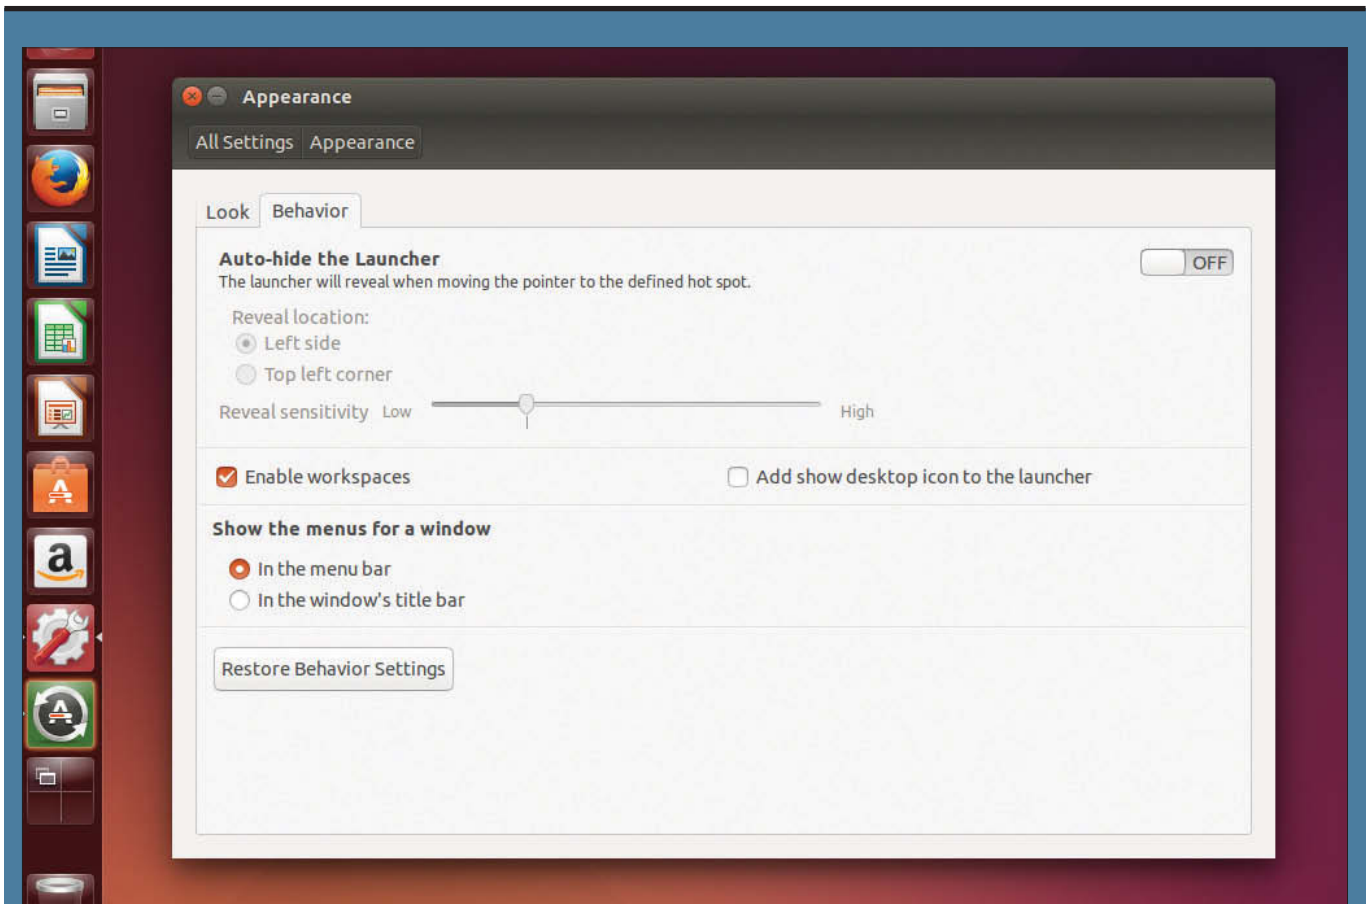 Appearance
All Settings Appearance
Look Behavior
Auto-hide the Launcher
OFF
The launcher will reveal when moving the pointer to the defined hot spot.
Reveal location:
Left side
Top left corner
Reveal sensitivity Low High
Enable workspaces Add show desktop icon to the launcher
Show the menus for a window
In the menu bar
In the window's title bar
Restore Behavior Settings
a